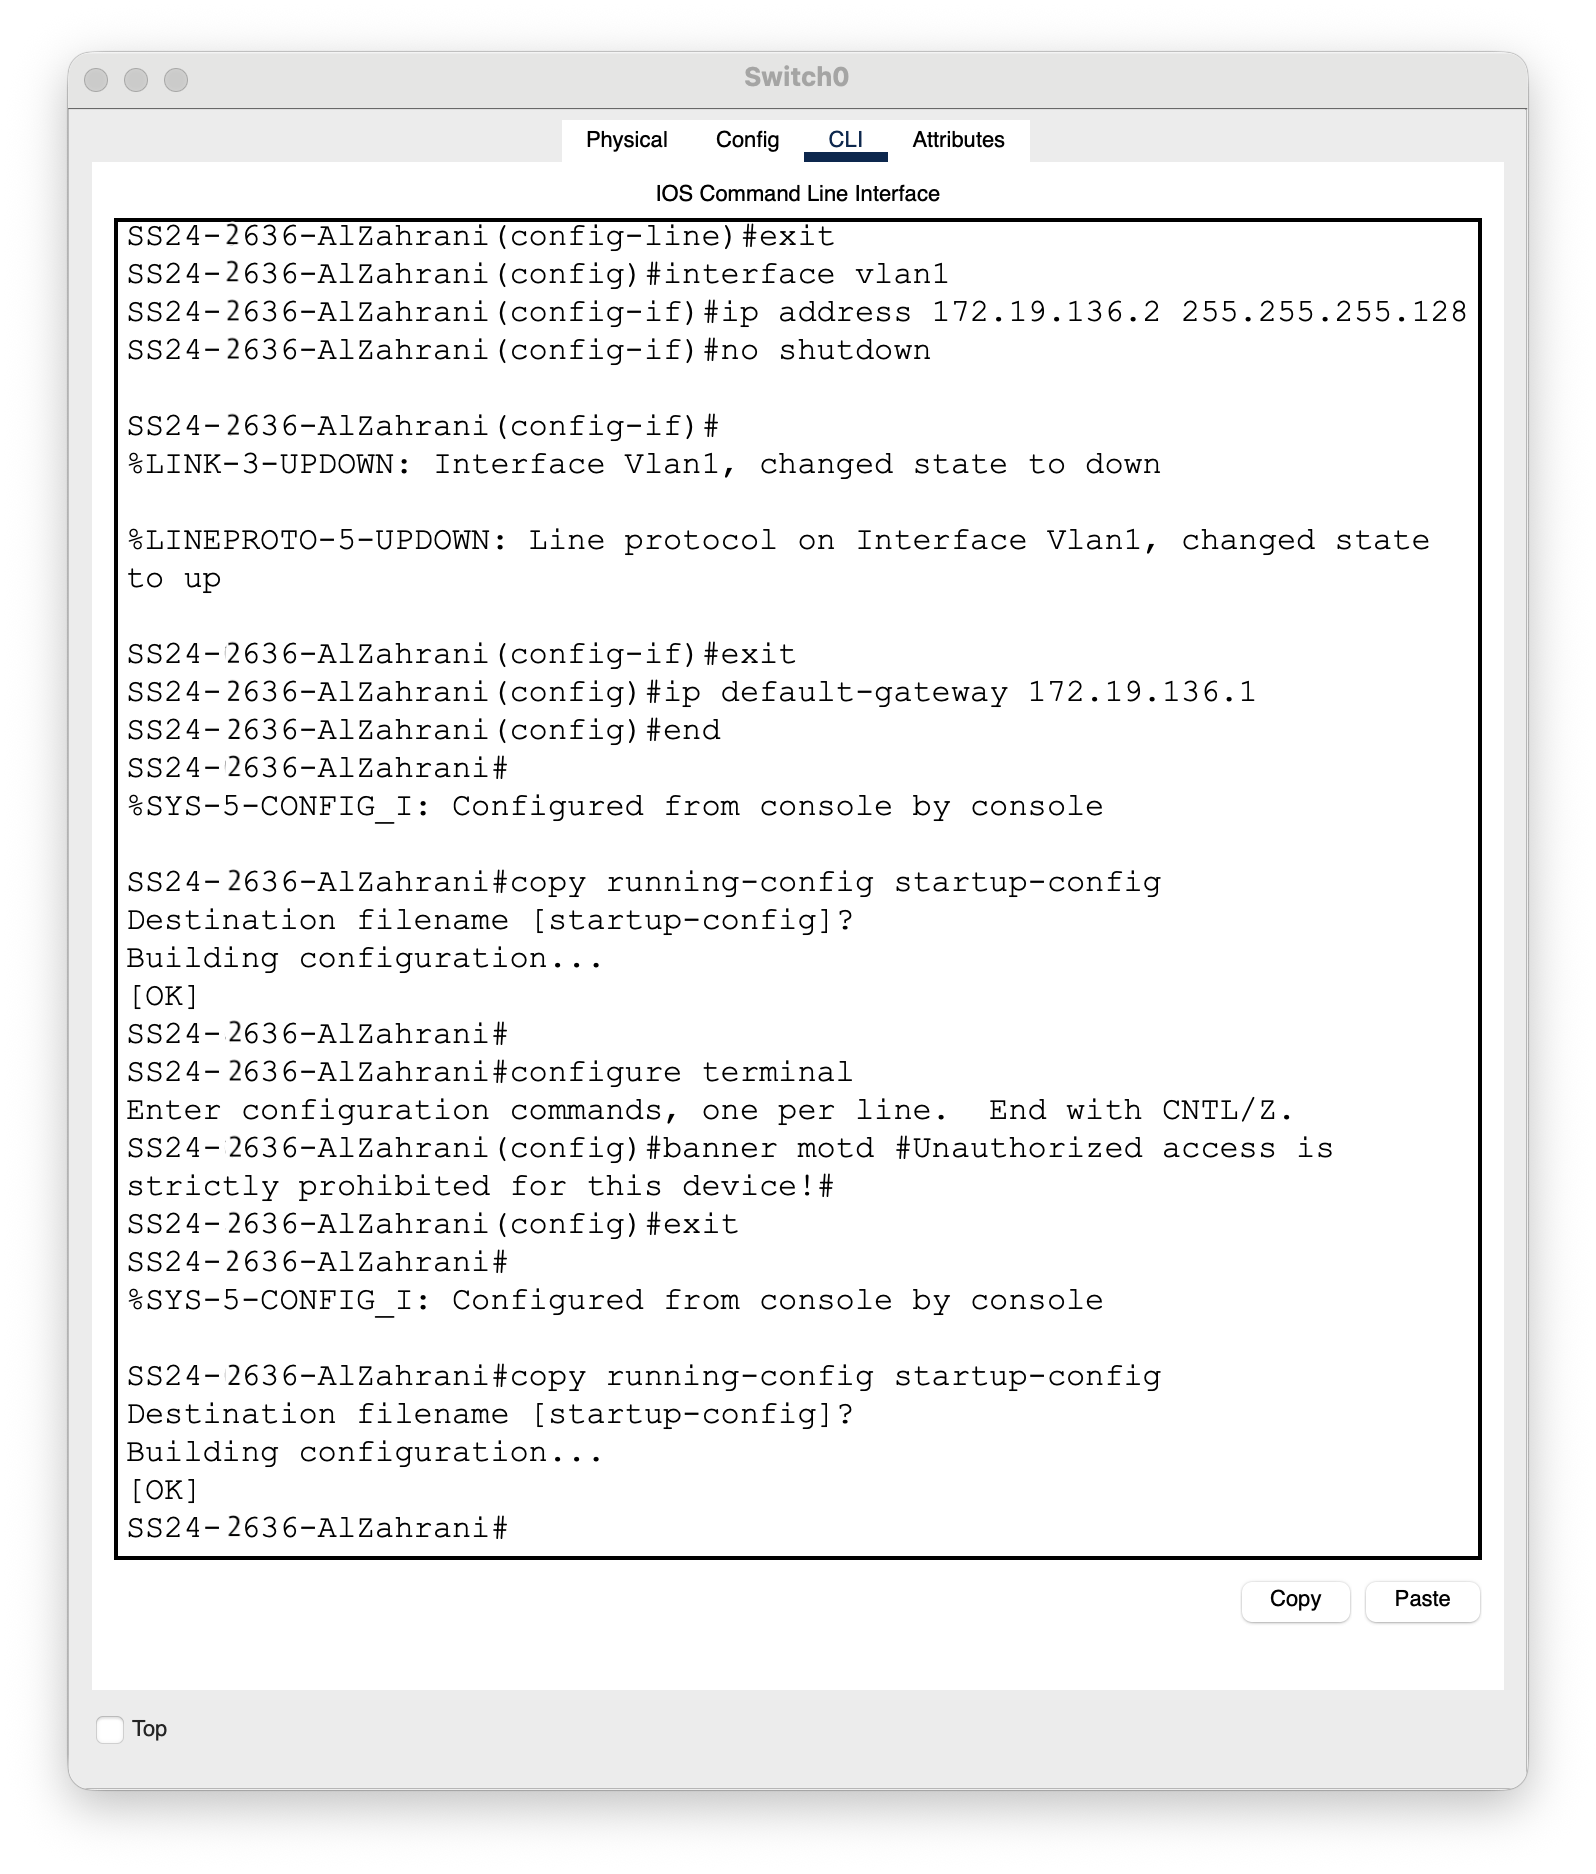 Switch0
Physical Config CLI Attributes
IOS Command Line Interface
SS24-2636-AlZahrani(config-line)#exit
SS24-2636-AlZahrani(config)#interface vlan1
SS24-2636-AlZahrani(config-if)#ip address 172.19.136.2 255.255.255.128
SS24-2636-AlZahrani(config-if)#no shutdown
SS24-2636-AlZahrani(config-if)#
%LINK-3-UPDOWN: Interface Vlan1, changed state to down
%LINEPROTO-5-UPDOWN: Line protocol on Interface Vlan1, changed state
to up
SS24-2636-AlZahrani(config-if)#exit
SS24-2636-AlZahrani(config)#ip default-gateway 172.19.136.1
SS24-2636-AlZahrani(config)#end
SS24-2636-AlZahrani#
%SYS-5-CONFIG_I: Configured from console by console
SS24-2636-AlZahrani#copy running-config startup-config
Destination filename [startup-config]?
Building configuration...
[OK]
SS24-2636-AlZahrani#
SS24-2636-AlZahrani#configure terminal
Enter configuration commands, one per line.  End with CNTL/Z.
SS24-2636-AlZahrani(config)#banner motd #Unauthorized access is
strictly prohibited for this device!#
SS24-2636-AlZahrani(config)#exit
SS24-2636-AlZahrani#
%SYS-5-CONFIG_I: Configured from console by console
SS24-2636-AlZahrani#copy running-config startup-config
Destination filename [startup-config]?
Building configuration...
[OK]
SS24-2636-AlZahrani#
Copy Paste
Top